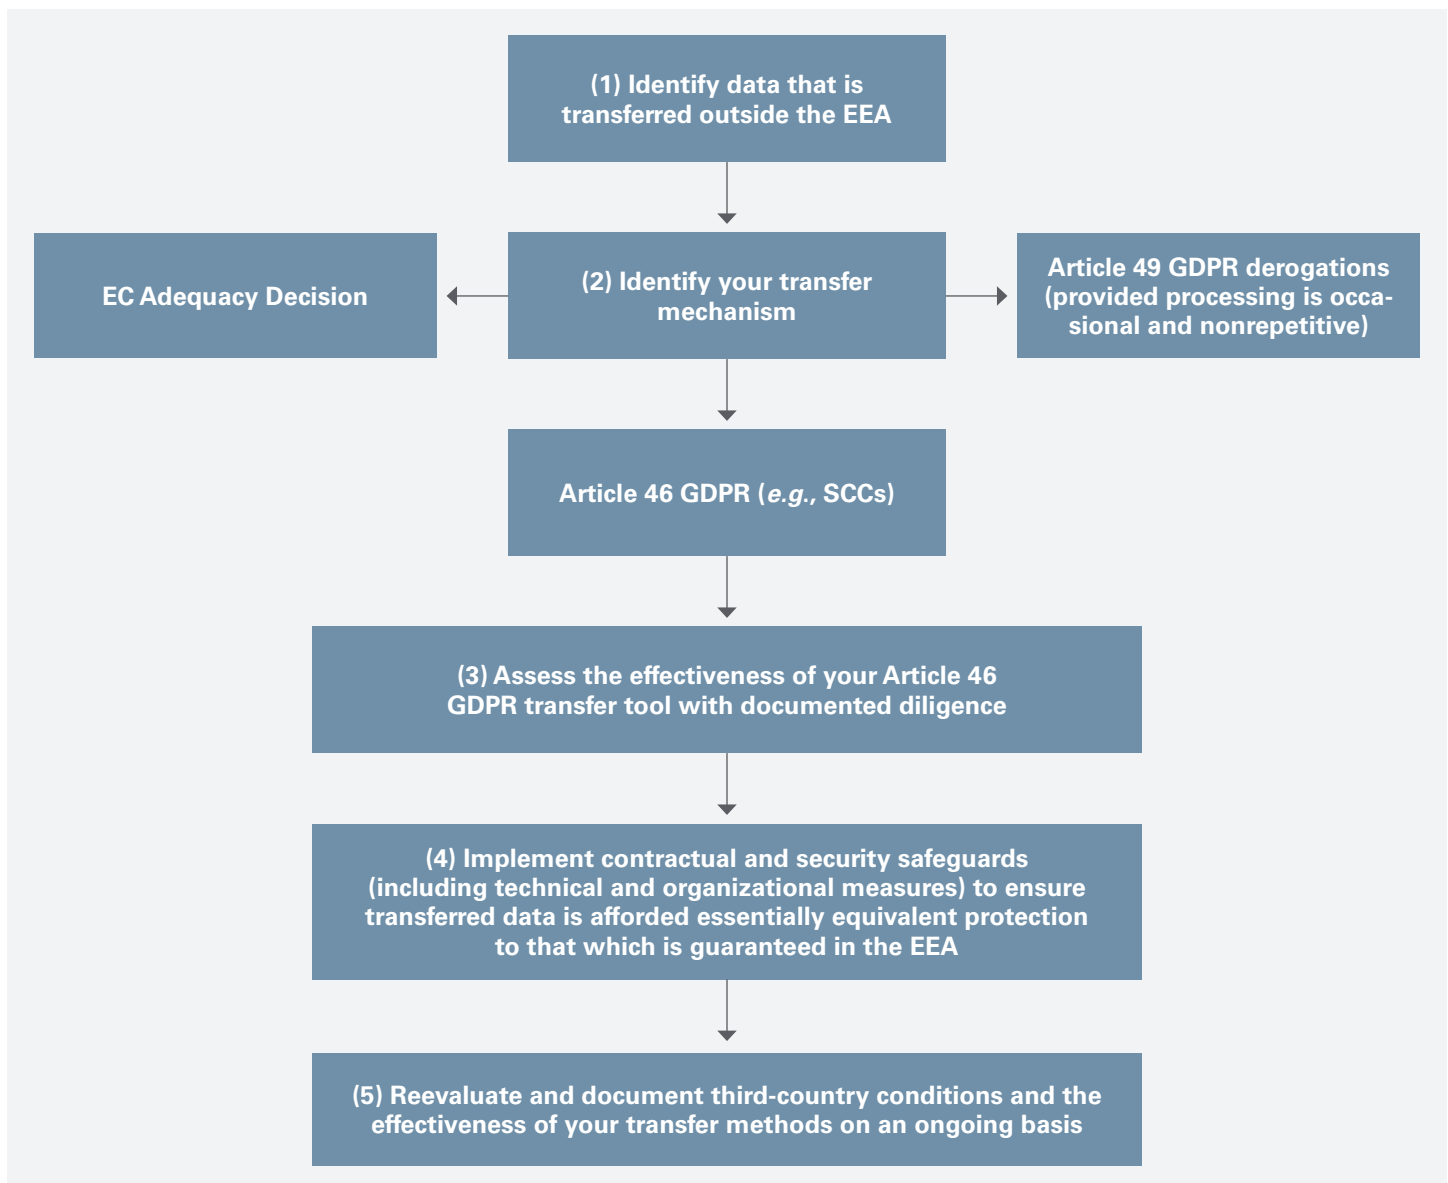 (1) Identify data that is
transferred outside the EEA
EC Adequacy Decision
(2) Identify your transfer
mechanism
Article 49 GDPR derogations
(provided processing is occa-
sional and nonrepetitive)
Article 46 GDPR (e.g., SCCs)
(3) Assess the effectiveness of your Article 46
GDPR transfer tool with documented diligence
(4) Implement contractual and security safeguards
(including technical and organizational measures) to ensure
transferred data is afforded essentially equivalent protection
to that which is guaranteed in the EEA
(5) Reevaluate and document third-country conditions and the
effectiveness of your transfer methods on an ongoing basis